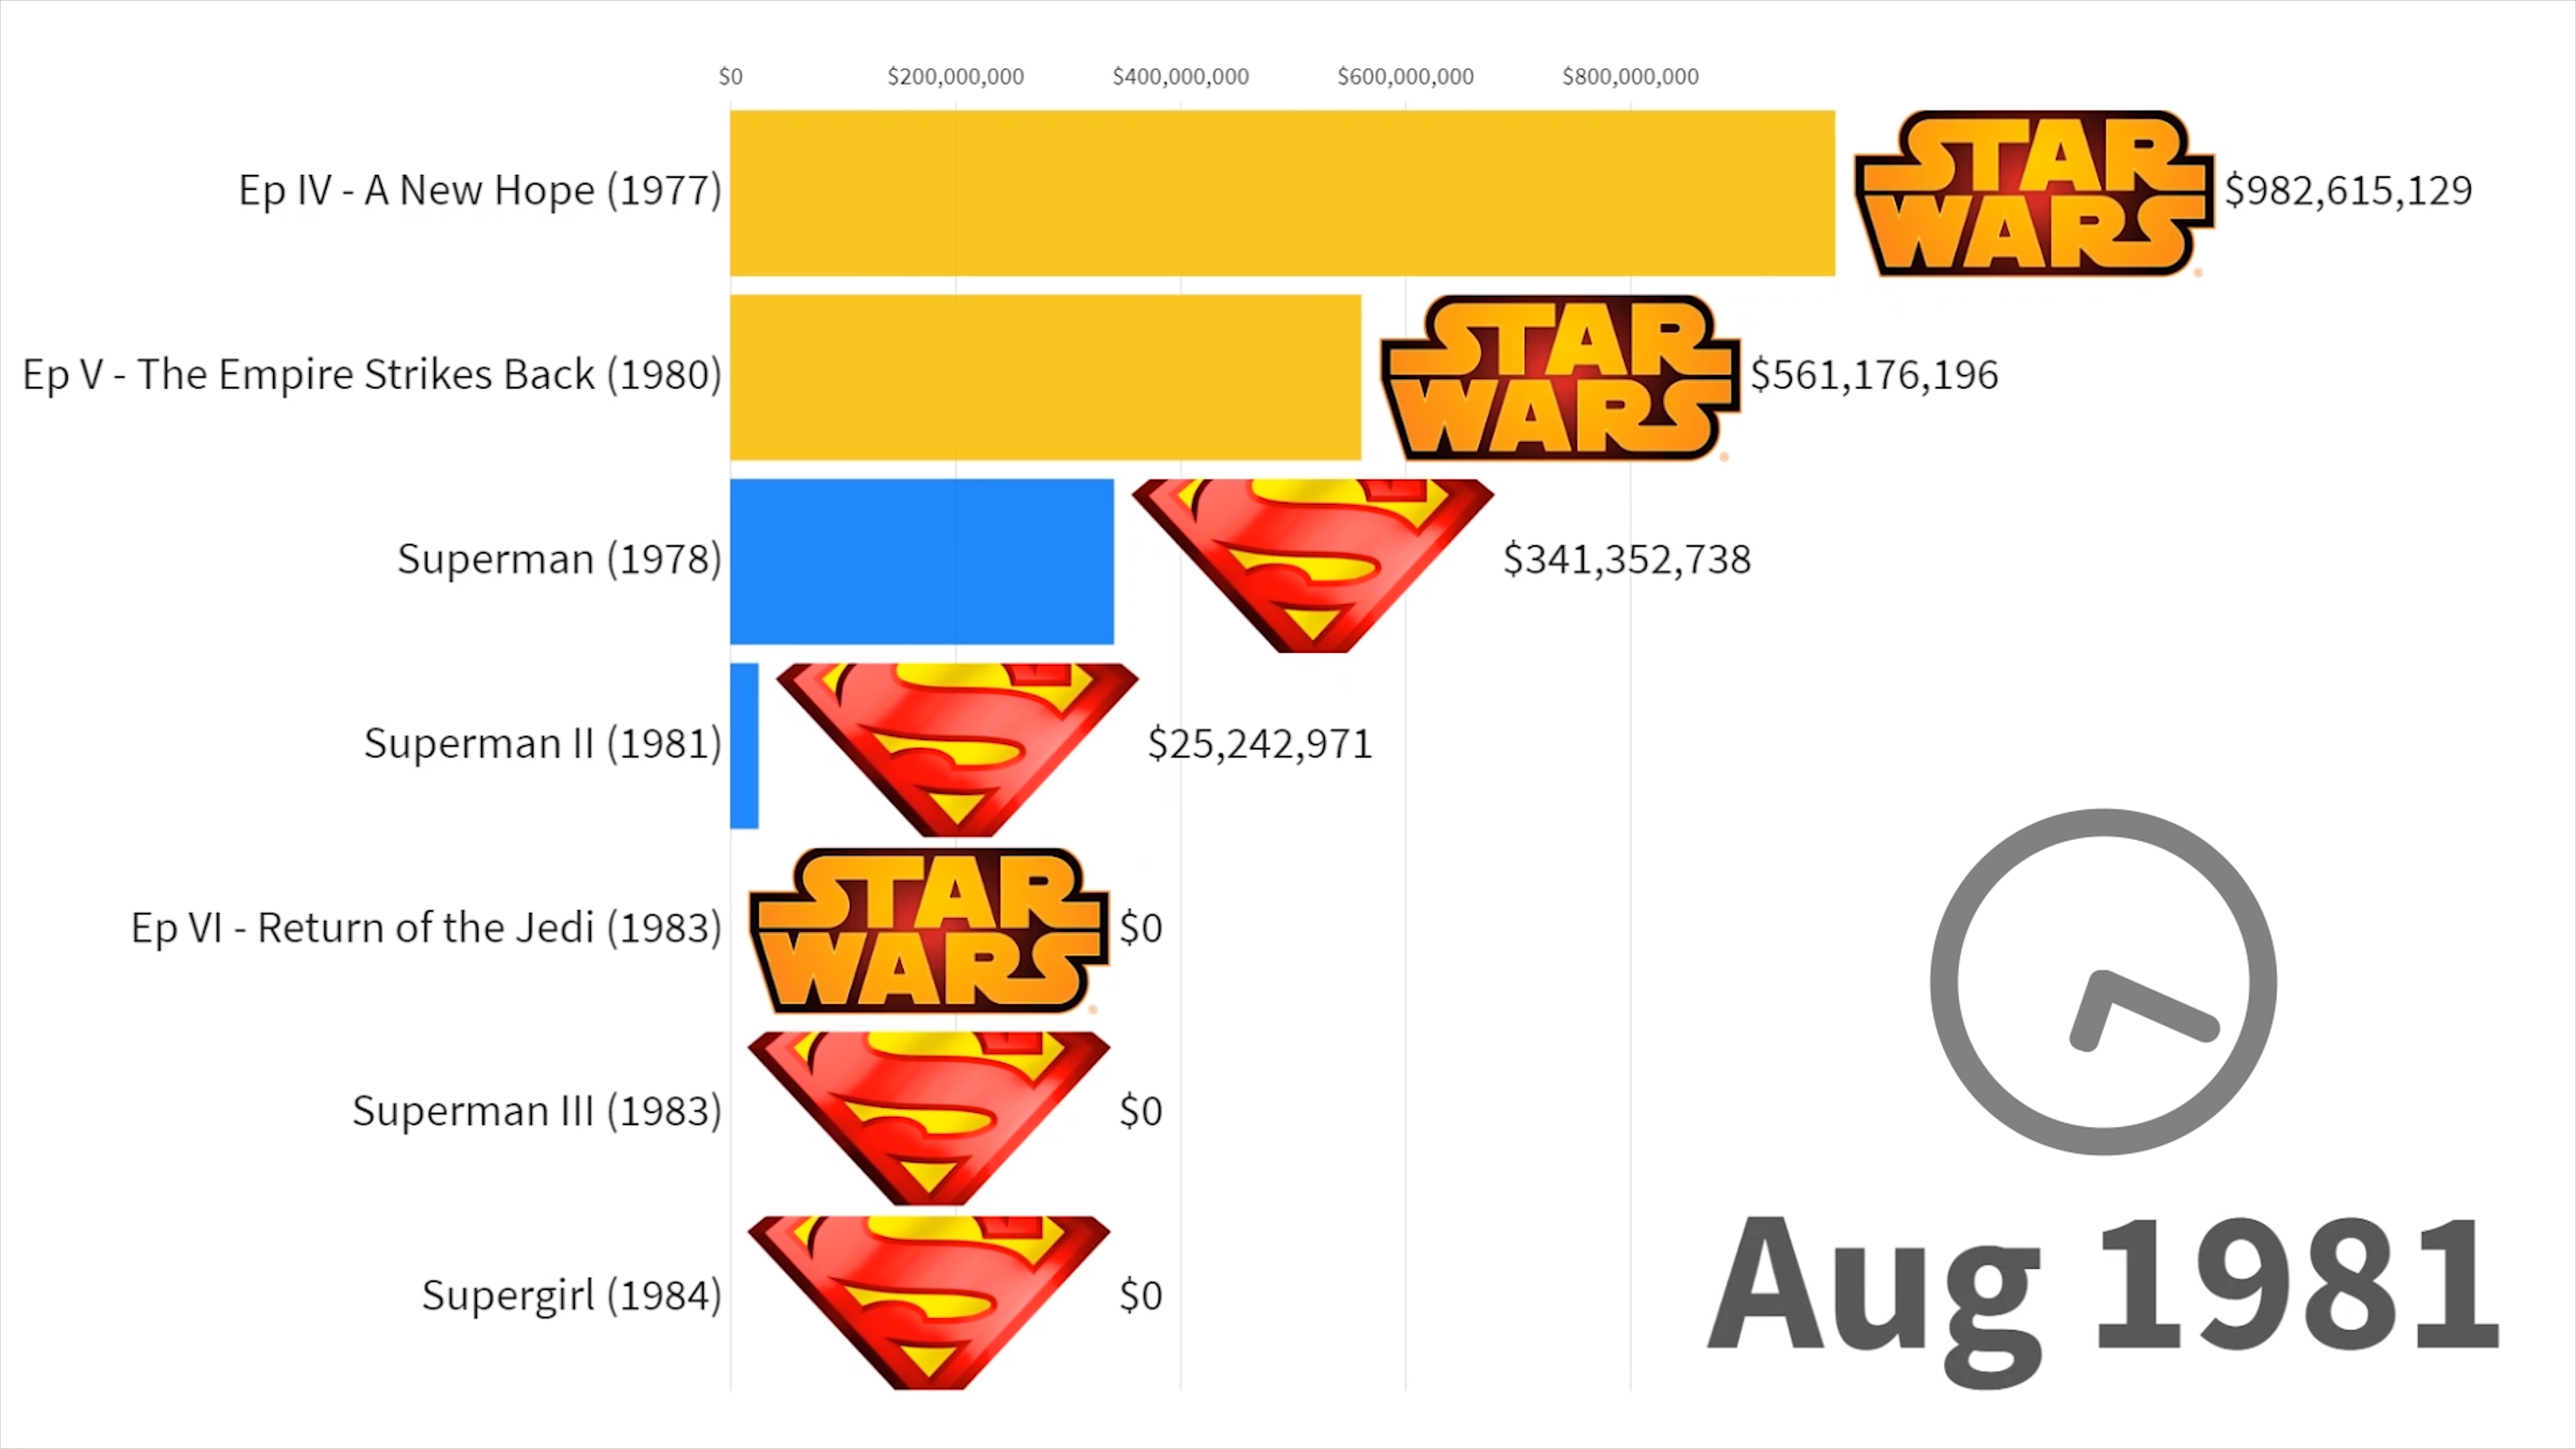 $0 $200,000,000 $400,000,000 $600,000,000 $800,000,000
Ep IV - A New Hope (1977) STAR WARS $982,615,129
Ep V - The Empire Strikes Back (1980) STAR WARS $561,176,196
Superman (1978) S $341,352,738
Superman II (1981) S $25,242,971
Ep VI - Return of the Jedi (1983) STAR WARS $0
Superman III (1983) S $0
Supergirl (1984) S $0
Aug 1981